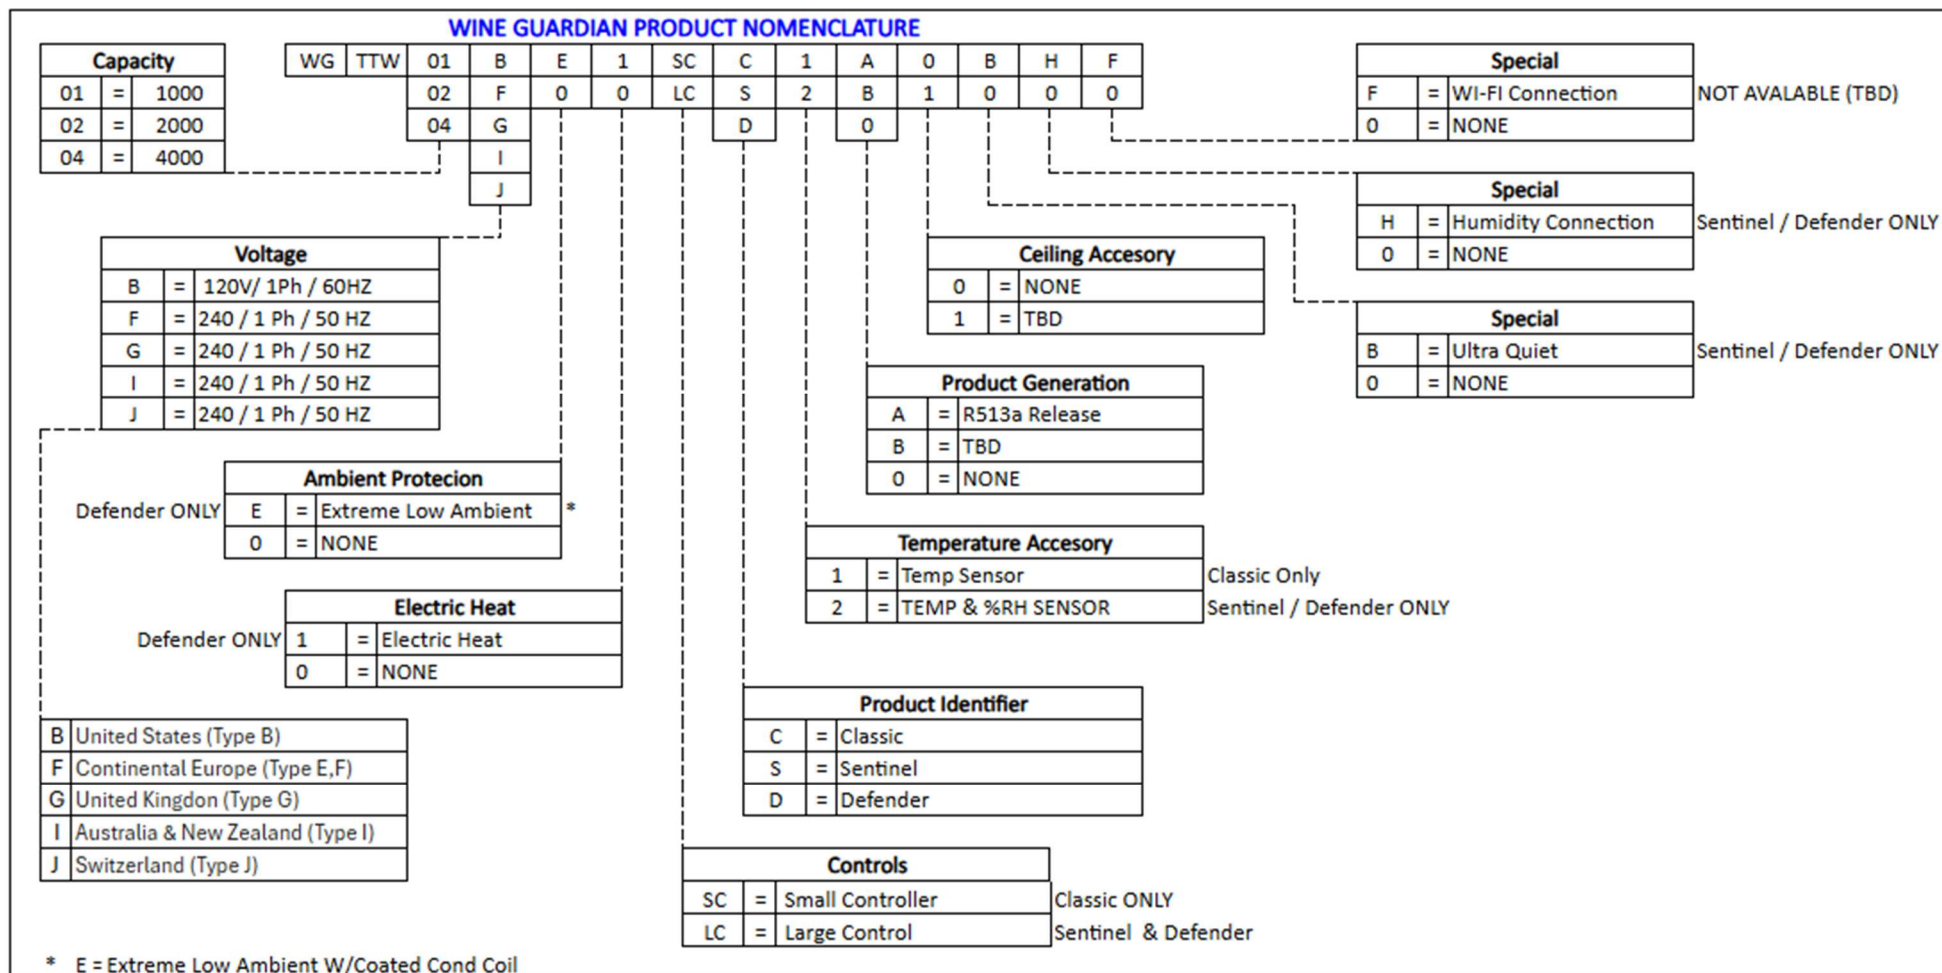 WINE GUARDIAN PRODUCT NOMENCLATURE
WG TTW 01 B E 1 SC C 1 A 0 B H F
02 F 0 0 LC S 2 B 1 0 0 0
04 G D 0
I
J
Capacity
01 = 1000
02 = 2000
04 = 4000
Special
F = WI-FI Connection NOT AVALABLE (TBD)
0 = NONE
Special
H = Humidity Connection Sentinel / Defender ONLY
0 = NONE
Special
B = Ultra Quiet Sentinel / Defender ONLY
0 = NONE
Voltage
B = 120V/ 1Ph / 60HZ
F = 240 / 1 Ph / 50 HZ
G = 240 / 1 Ph / 50 HZ
I = 240 / 1 Ph / 50 HZ
J = 240 / 1 Ph / 50 HZ
Ceiling Accesory
0 = NONE
1 = TBD
Product Generation
A = R513a Release
B = TBD
0 = NONE
Ambient Protecion
Defender ONLY E = Extreme Low Ambient *
0 = NONE
Temperature Accesory
1 = Temp Sensor Classic Only
2 = TEMP & %RH SENSOR Sentinel / Defender ONLY
Electric Heat
Defender ONLY 1 = Electric Heat
0 = NONE
Product Identifier
C = Classic
S = Sentinel
D = Defender
B United States (Type B)
F Continental Europe (Type E,F)
G United Kingdon (Type G)
I Australia & New Zealand (Type I)
J Switzerland (Type J)
Controls
SC = Small Controller Classic ONLY
LC = Large Control Sentinel & Defender
* E = Extreme Low Ambient W/Coated Cond Coil